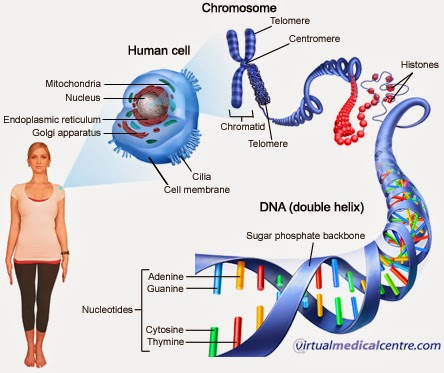 Chromosome
Telomere
Centromere
Human cell
Histones
Mitochondria
Nucleus
Endoplasmic reticulum
Golgi apparatus
Chromatid
Telomere
Cilia
Cell membrane
DNA (double helix)
Sugar phosphate backbone
Adenine
Guanine
Nucleotides
Cytosine
Thymine
virtualmedicalcentre.com